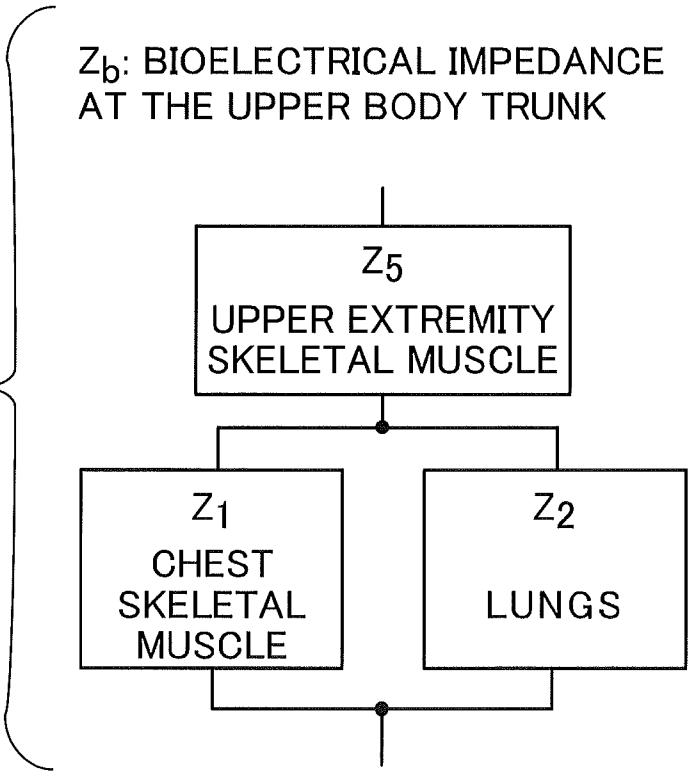 Zb: BIOELECTRICAL IMPEDANCE
AT THE UPPER BODY TRUNK
Z5
UPPER EXTREMITY
SKELETAL MUSCLE
Z1
CHEST
SKELETAL
MUSCLE
Z2
LUNGS